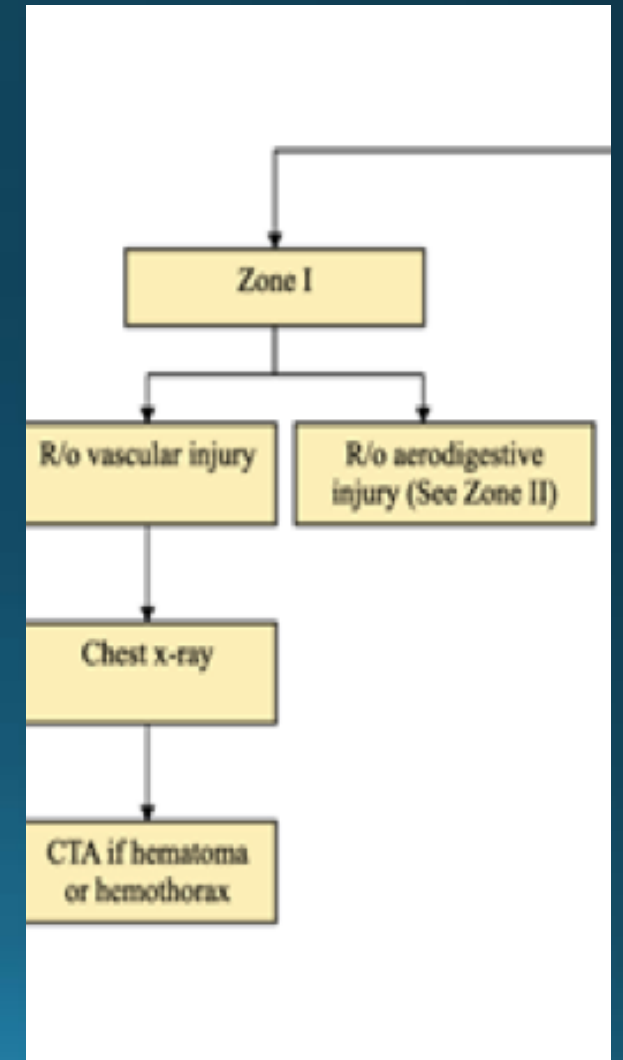 Zone I
R/o vascular injury
R/o aerodigestive
injury (See Zone II)
Chest x-ray
CTA if hematoma
or hemothorax